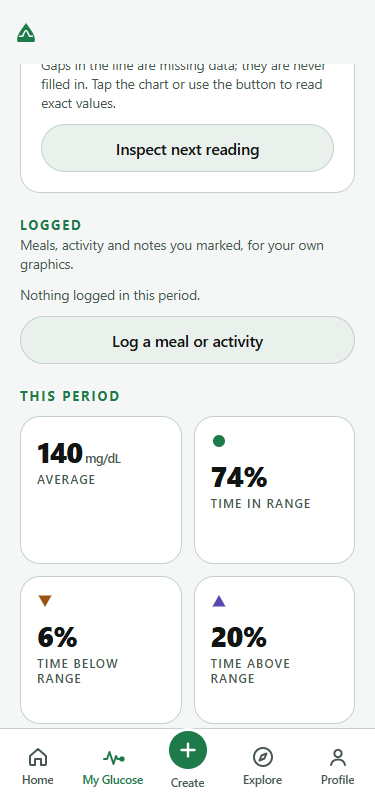 Gaps in the line are missing data; they are never
filled in. Tap the chart or use the button to read
exact values.
Inspect next reading
LOGGED
Meals, activity and notes you marked, for your own
graphics.
Nothing logged in this period.
Log a meal or activity
THIS PERIOD
140 mg/dL
AVERAGE
74%
TIME IN RANGE
6%
TIME BELOW
RANGE
20%
TIME ABOVE
RANGE
Home
My Glucose
Create
Explore
Profile